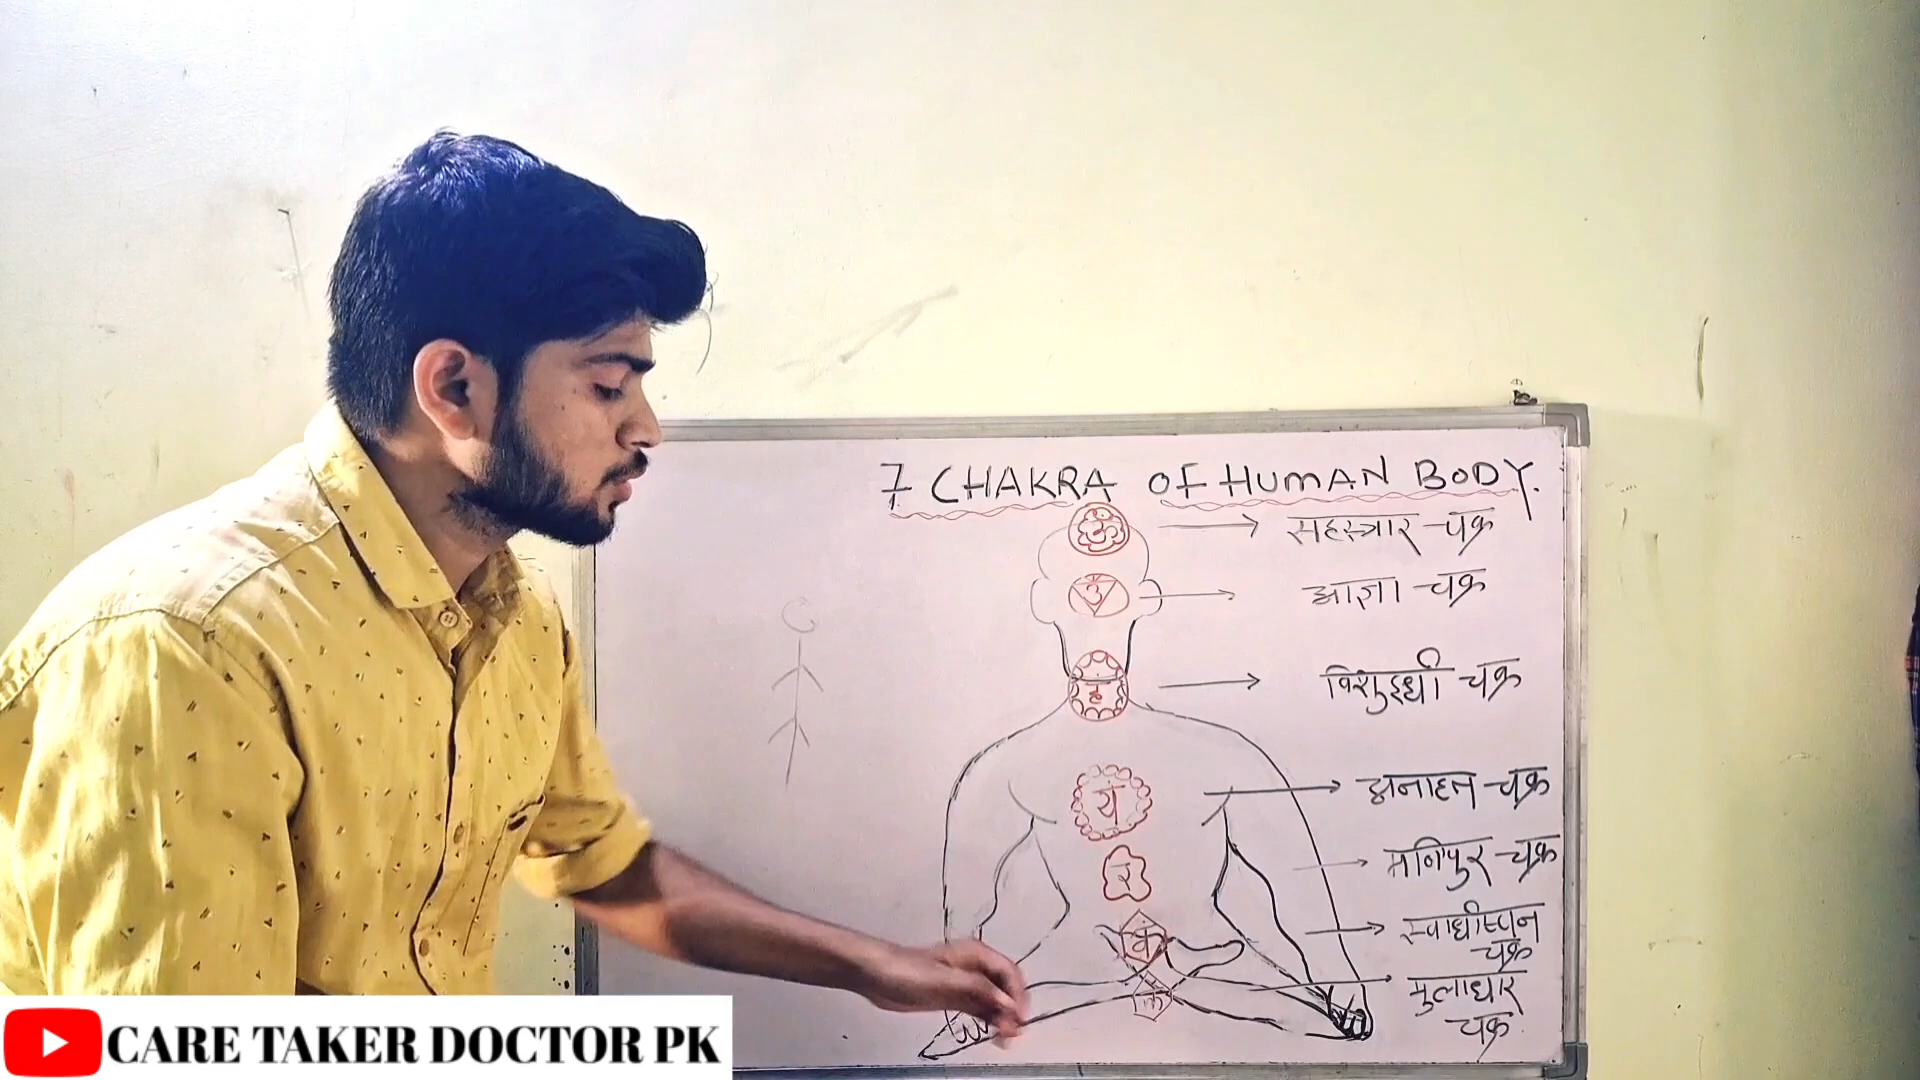 7 CHAKRA OF HUMAN BODY.
सहस्त्रार-चक्र
आज्ञा-चक्र
विशुद्धी चक्र
ह
अनाहत-चक्र
यं
मणिपुर-चक्र
रं
स्वाधीष्ठान
चक्र
वं
मुलाधार
चक्र
CARE TAKER DOCTOR PK